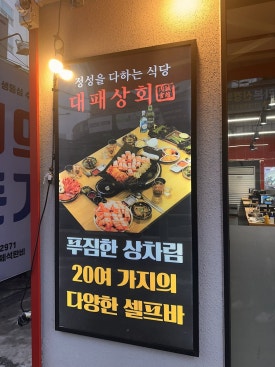 정성을 다하는 식당
대패상회
푸짐한 상차림
20여 가지의
다양한 셀프바
2971